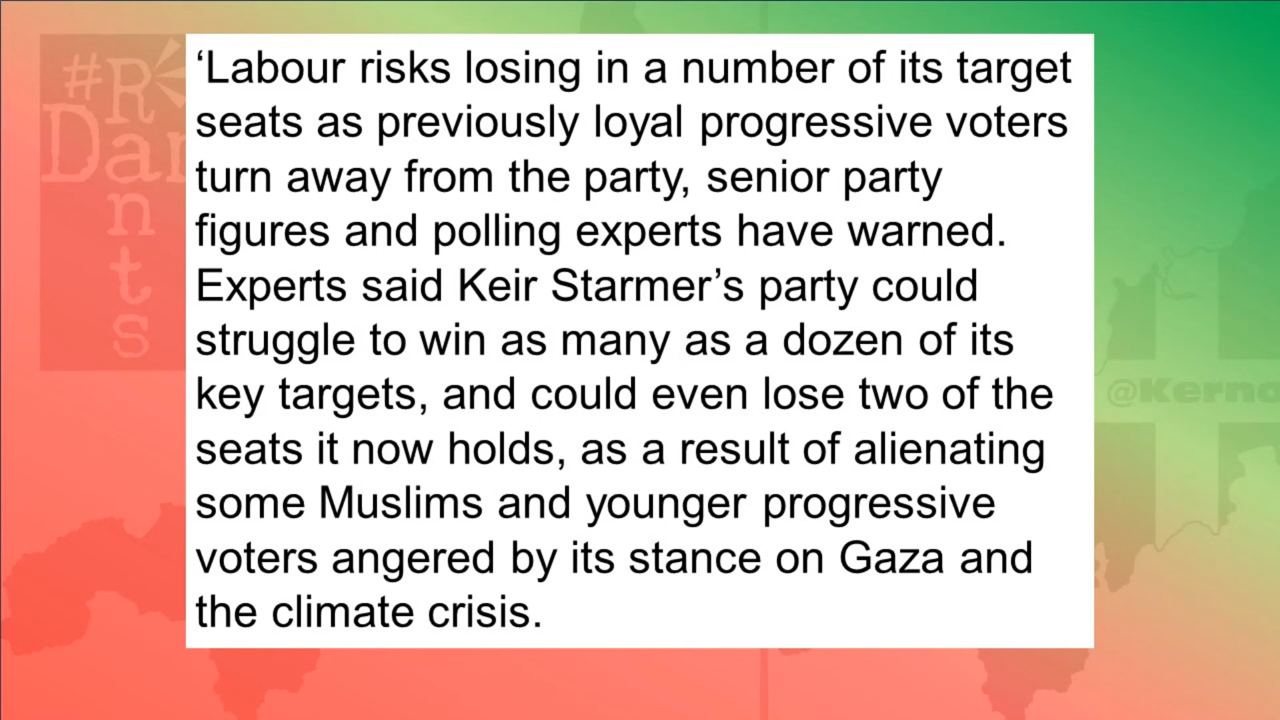 #R
Dan
n
t
s
‘Labour risks losing in a number of its target
seats as previously loyal progressive voters
turn away from the party, senior party
figures and polling experts have warned.
Experts said Keir Starmer’s party could
struggle to win as many as a dozen of its
key targets, and could even lose two of the
seats it now holds, as a result of alienating
some Muslims and younger progressive
voters angered by its stance on Gaza and
the climate crisis.
@Kerno